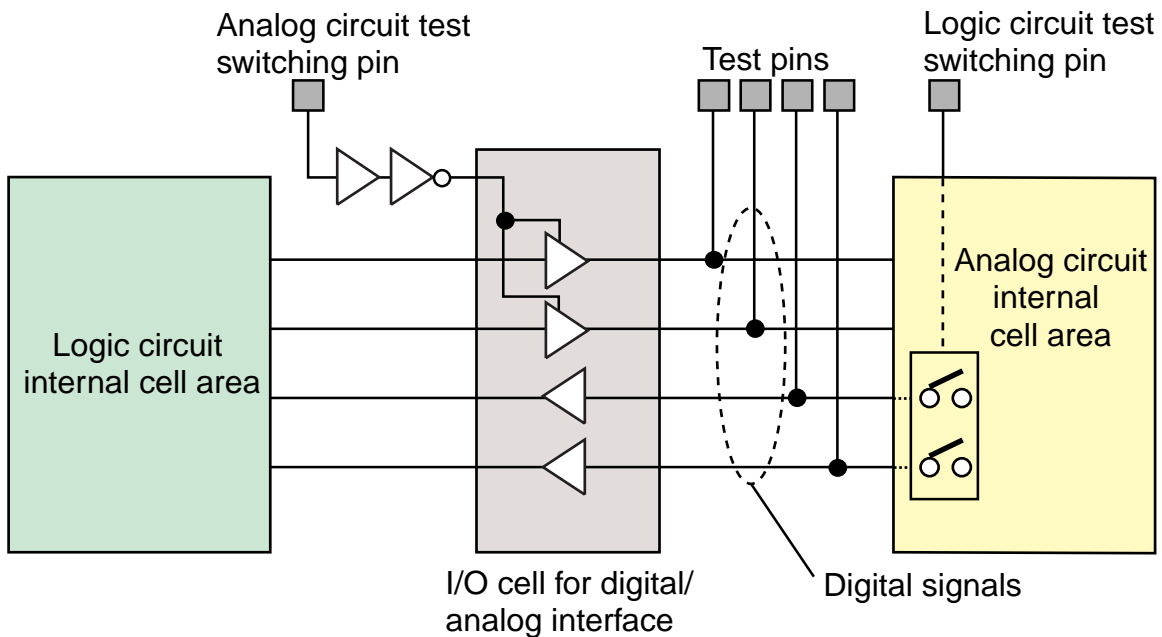 Analog circuit test
switching pin
Test pins
Logic circuit test
switching pin
Logic circuit
internal cell area
Analog circuit
internal
cell area
I/O cell for digital/
analog interface
Digital signals